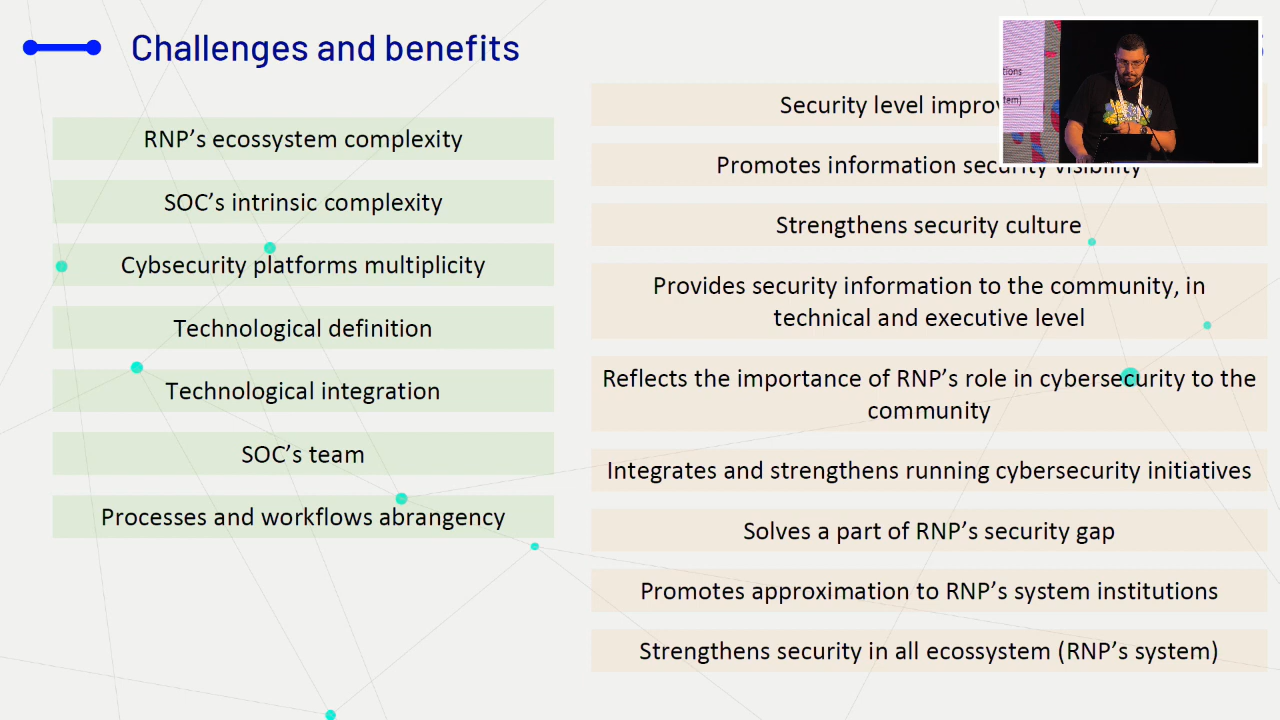 Challenges and benefits
RNP’s ecossystem complexity
SOC’s intrinsic complexity
Cybsecurity platforms multiplicity
Technological definition
Technological integration
SOC’s team
Processes and workflows abrangency
Security level
Promotes information security visibility
Strengthens security culture
Provides security information to the community, in
technical and executive level
Reflects the importance of RNP’s role in cybersecurity to the
community
Integrates and strengthens running cybersecurity initiatives
Solves a part of RNP’s security gap
Promotes approximation to RNP’s system institutions
Strengthens security in all ecossystem (RNP’s system)